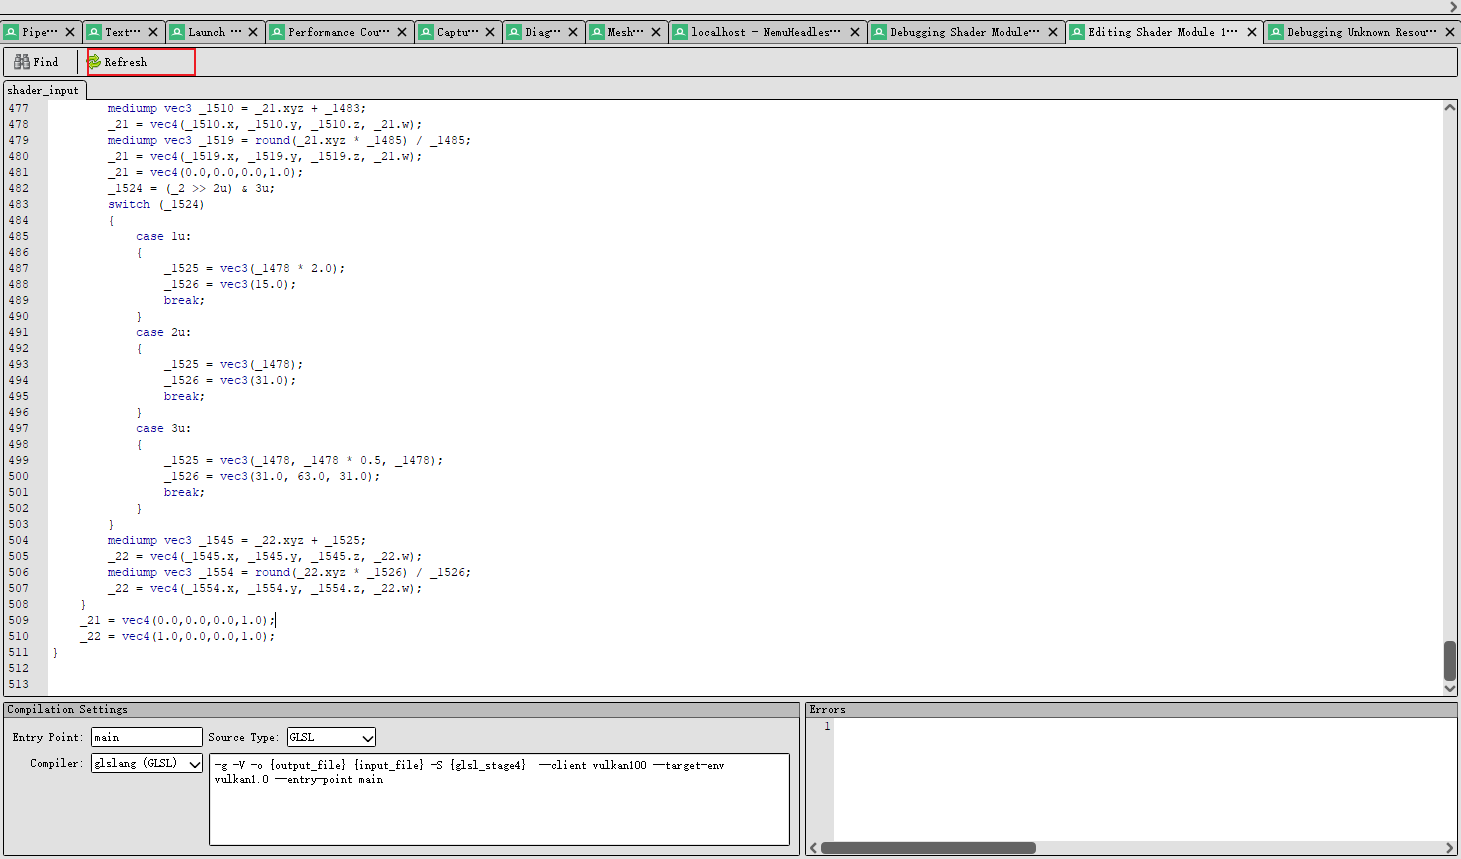 Pipe··· Text··· Launch ··· Performance Cou··· Captu··· Diag··· Mesh··· localhost - NemuHeadles··· Debugging Shader Module··· Editing Shader Module 1··· Debugging Unknown Resou···
Find Refresh
shader_input
477 mediump vec3 _1510 = _21.xyz + _1483;
478 _21 = vec4(_1510.x, _1510.y, _1510.z, _21.w);
479 mediump vec3 _1519 = round(_21.xyz * _1485) / _1485;
480 _21 = vec4(_1519.x, _1519.y, _1519.z, _21.w);
481 _21 = vec4(0.0,0.0,0.0,1.0);
482 _1524 = (_2 >> 2u) & 3u;
483 switch (_1524)
484 {
485 case 1u:
486 {
487 _1525 = vec3(_1478 * 2.0);
488 _1526 = vec3(15.0);
489 break;
490 }
491 case 2u:
492 {
493 _1525 = vec3(_1478);
494 _1526 = vec3(31.0);
495 break;
496 }
497 case 3u:
498 {
499 _1525 = vec3(_1478, _1478 * 0.5, _1478);
500 _1526 = vec3(31.0, 63.0, 31.0);
501 break;
502 }
503 }
504 mediump vec3 _1545 = _22.xyz + _1525;
505 _22 = vec4(_1545.x, _1545.y, _1545.z, _22.w);
506 mediump vec3 _1554 = round(_22.xyz * _1526) / _1526;
507 _22 = vec4(_1554.x, _1554.y, _1554.z, _22.w);
508 }
509 _21 = vec4(0.0,0.0,0.0,1.0);
510 _22 = vec4(1.0,0.0,0.0,1.0);
511 }
512
513
Compilation Settings
Entry Point: main Source Type: GLSL
Compiler: glslang (GLSL)
-g -V -o {output_file} {input_file} -S {glsl_stage4} --client vulkan100 --target-env
vulkan1.0 --entry-point main
Errors
1